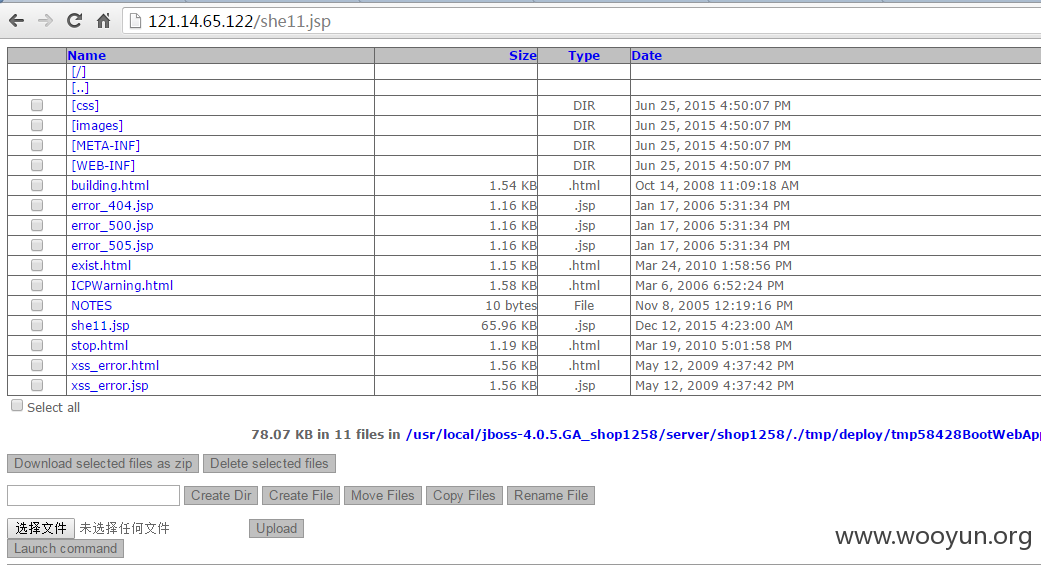 121.14.65.122/she11.jsp
Name Size Type Date
[/]
[..]
[css] DIR Jun 25, 2015 4:50:07 PM
[images] DIR Jun 25, 2015 4:50:07 PM
[META-INF] DIR Jun 25, 2015 4:50:07 PM
[WEB-INF] DIR Jun 25, 2015 4:50:07 PM
building.html 1.54 KB .html Oct 14, 2008 11:09:18 AM
error_404.jsp 1.16 KB .jsp Jan 17, 2006 5:31:34 PM
error_500.jsp 1.16 KB .jsp Jan 17, 2006 5:31:34 PM
error_505.jsp 1.16 KB .jsp Jan 17, 2006 5:31:34 PM
exist.html 1.15 KB .html Mar 24, 2010 1:58:56 PM
ICPWarning.html 1.58 KB .html Mar 6, 2006 6:52:24 PM
NOTES 10 bytes File Nov 8, 2005 12:19:16 PM
she11.jsp 65.96 KB .jsp Dec 12, 2015 4:23:00 AM
stop.html 1.19 KB .html Mar 19, 2010 5:01:58 PM
xss_error.html 1.56 KB .html May 12, 2009 4:37:42 PM
xss_error.jsp 1.56 KB .jsp May 12, 2009 4:37:42 PM
Select all
78.07 KB in 11 files in /usr/local/jboss-4.0.5.GA_shop1258/server/shop1258/./tmp/deploy/tmp58428BootWebApp
Download selected files as zip Delete selected files
Create Dir Create File Move Files Copy Files Rename File
选择文件 未选择任何文件 Upload
Launch command
www.wooyun.org